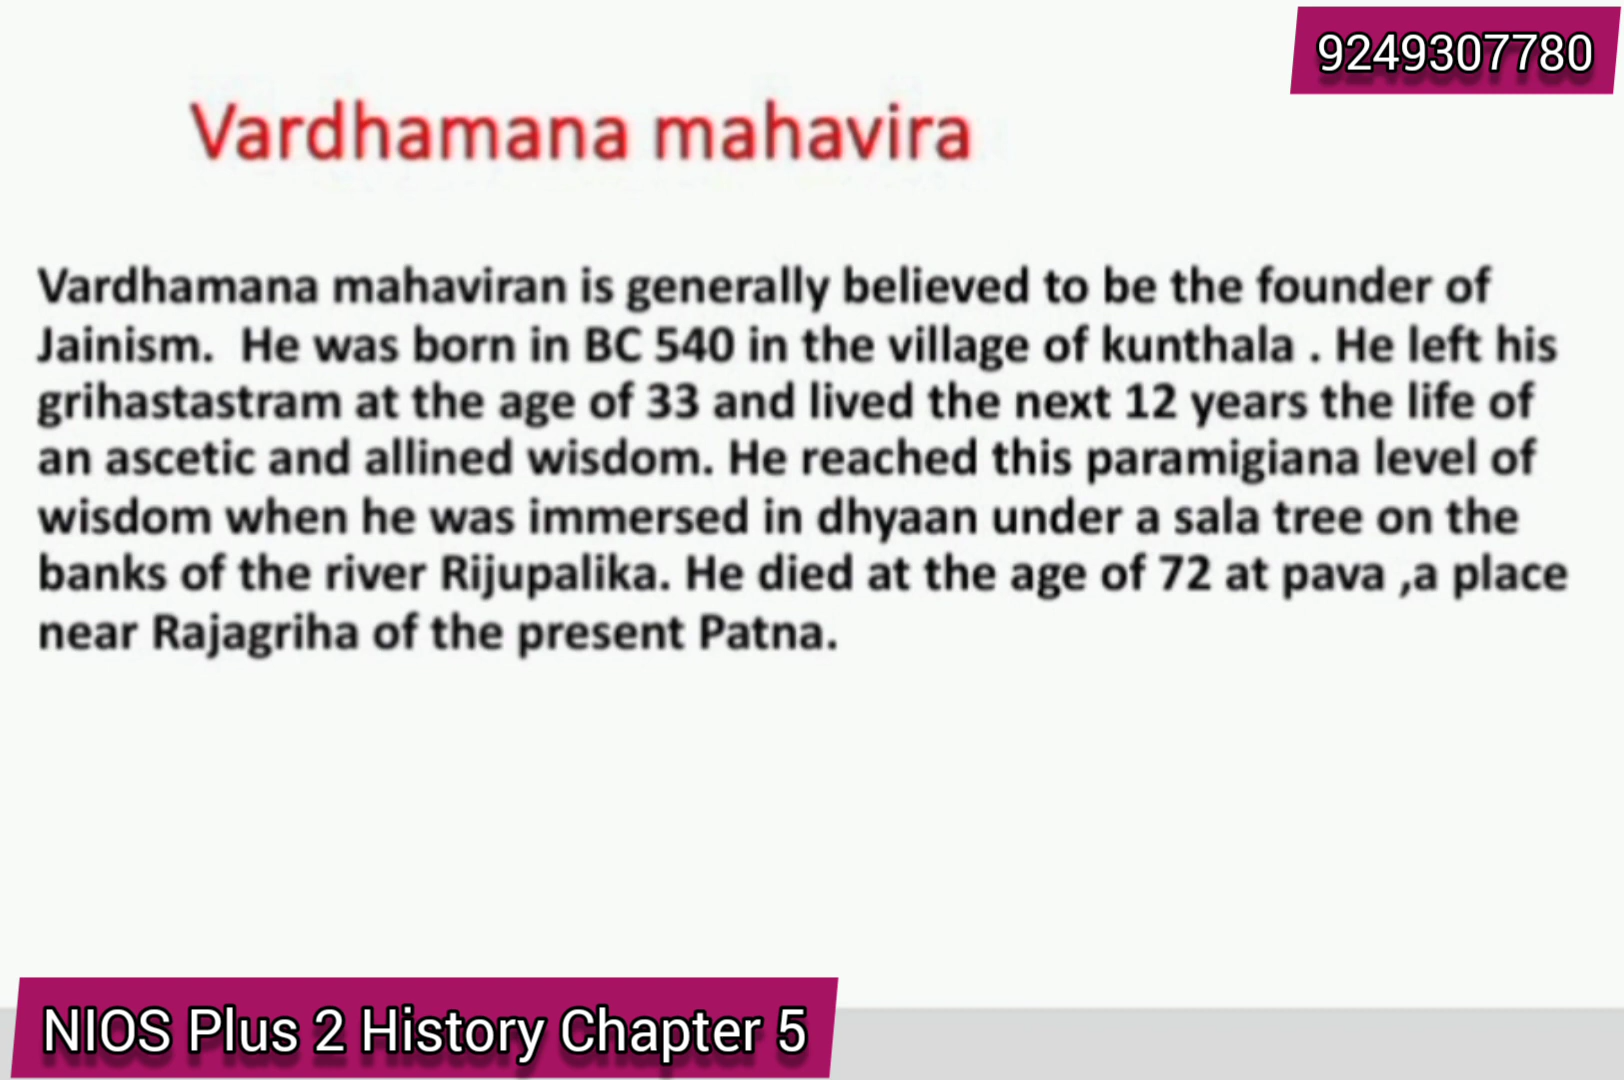 9249307780
Vardhamana mahavira
Vardhamana mahaviran is generally believed to be the founder of
Jainism. He was born in BC 540 in the village of kunthala . He left his
grihastastram at the age of 33 and lived the next 12 years the life of
an ascetic and allined wisdom. He reached this paramigiana level of
wisdom when he was immersed in dhyaan under a sala tree on the
banks of the river Rijupalika. He died at the age of 72 at pava ,a place
near Rajagriha of the present Patna.
NIOS Plus 2 History Chapter 5